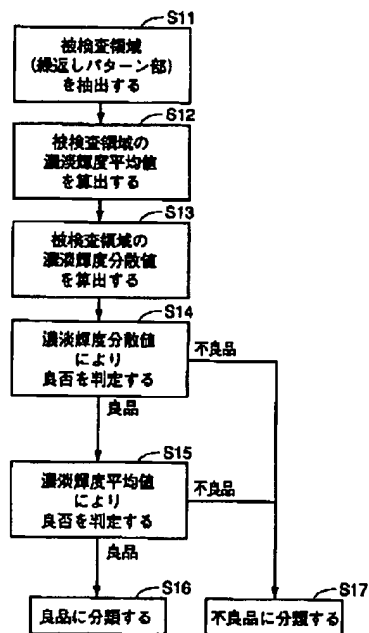 S11
被検査領域
(繰返しパターン部)
を抽出する
S12
被検査領域の
濃淡輝度平均値
を算出する
S13
被検査領域の
濃淡輝度分散値
を算出する
S14
濃淡輝度分散値
により
良否を判定する
不良品
良品
S15
濃淡輝度平均値
により
良否を判定する
不良品
良品
S16
良品に分類する
S17
不良品に分類する